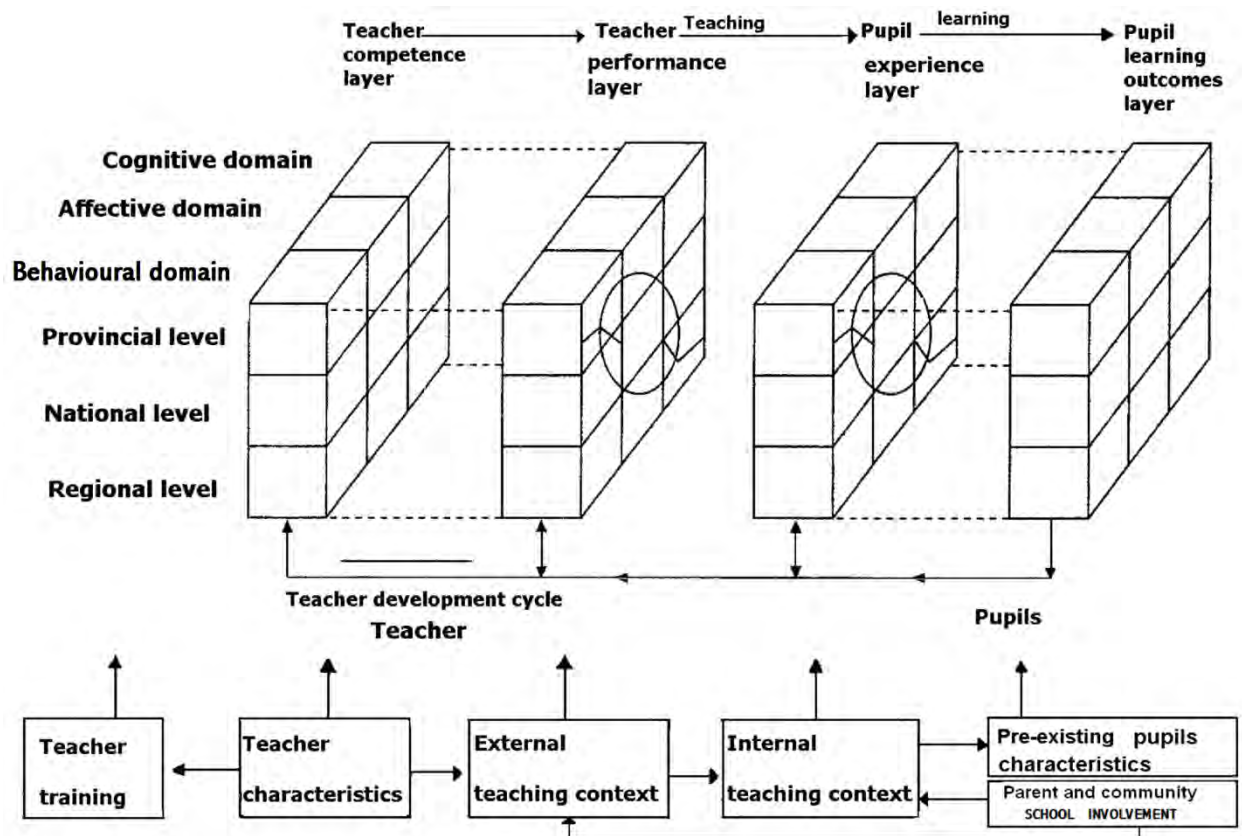 Teacher
competence
layer
Teacher
performance
layer
Teaching
Pupil
experience
layer
learning
Pupil
learning
outcomes
layer
Cognitive domain
Affective domain
Behavioural domain
Provincial level
National level
Regional level
Teacher development cycle
Teacher
Pupils
Teacher
training
Teacher
characteristics
External
teaching context
Internal
teaching context
Pre-existing pupils
characteristics
Parent and community
SCHOOL INVOLVEMENT